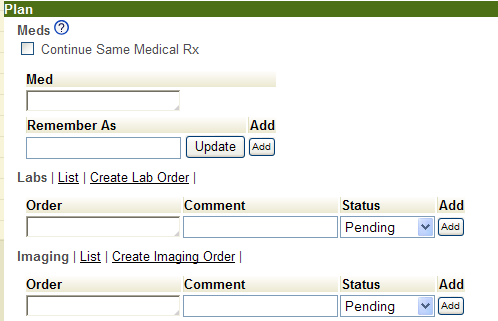 Plan
Meds ?
Continue Same Medical Rx
Med
Remember As Add
Update Add
Labs | List | Create Lab Order |
Order Comment Status Add
Pending Add
Imaging | List | Create Imaging Order |
Order Comment Status Add
Pending Add